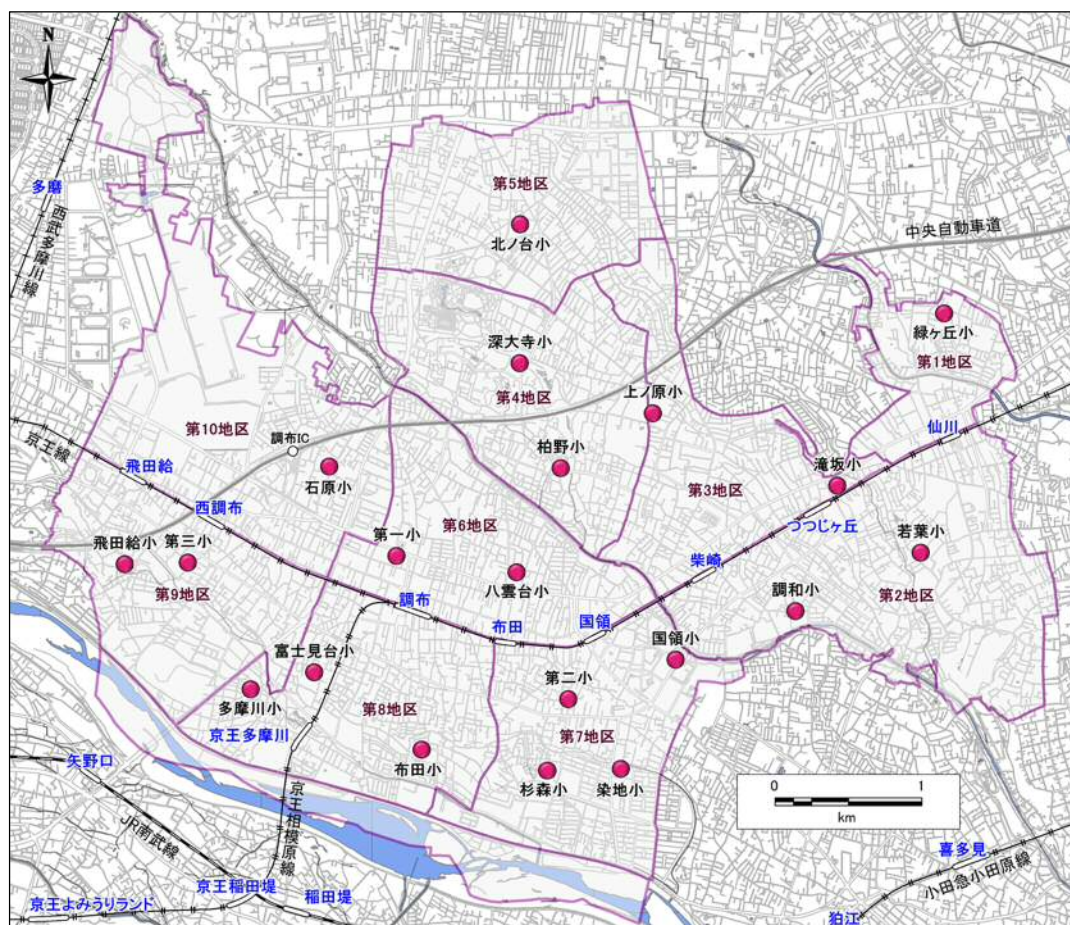 N
多磨
西武多摩川線
第5地区
北ノ台小
中央自動車道
緑ヶ丘小
第1地区
深大寺小
第4地区
上ノ原小
仙川
第10地区
調布IC
京王線
飛田給
石原小
柏野小
滝坂小
第3地区
西調布
つつじヶ丘
第6地区
第一小
若葉小
飛田給小
第三小
第9地区
八雲台小
柴崎
調和小
第2地区
調布
布田
国領
国領小
富士見台小
多摩川小
第二小
第8地区
第7地区
京王多摩川
布田小
杉森小
染地小
矢野口
京王相模原線
JR南武線
0
1
km
喜多見
小田急小田原線
京王稲田堤
稲田堤
京王よみうりランド
狛江